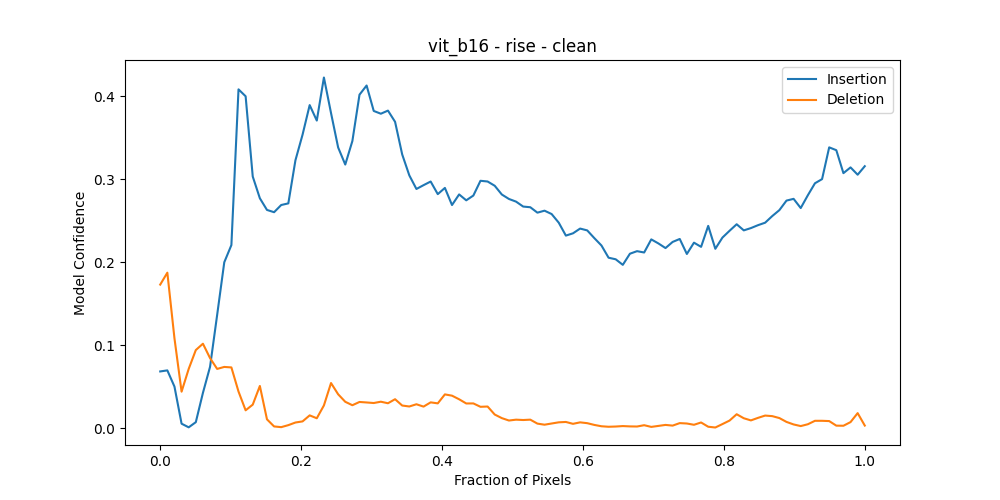 vit_b16 - rise - clean
Insertion
Deletion
Model Confidence
0.4
0.3
0.2
0.1
0.0
0.0 0.2 0.4 0.6 0.8 1.0
Fraction of Pixels